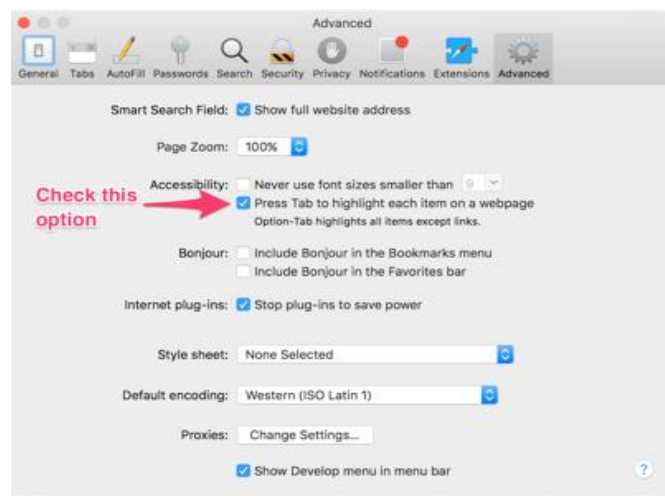 Advanced
General Tabs AutoFill Passwords Search Security Privacy Notifications Extensions Advanced
Smart Search Field: Show full website address
Page Zoom: 100%
Accessibility: Never use font sizes smaller than 9
Check this option
Press Tab to highlight each item on a webpage
Option-Tab highlights all items except links.
Bonjour: Include Bonjour in the Bookmarks menu
Include Bonjour in the Favorites bar
Internet plug-ins: Stop plug-ins to save power
Style sheet: None Selected
Default encoding: Western (ISO Latin 1)
Proxies: Change Settings...
Show Develop menu in menu bar
?